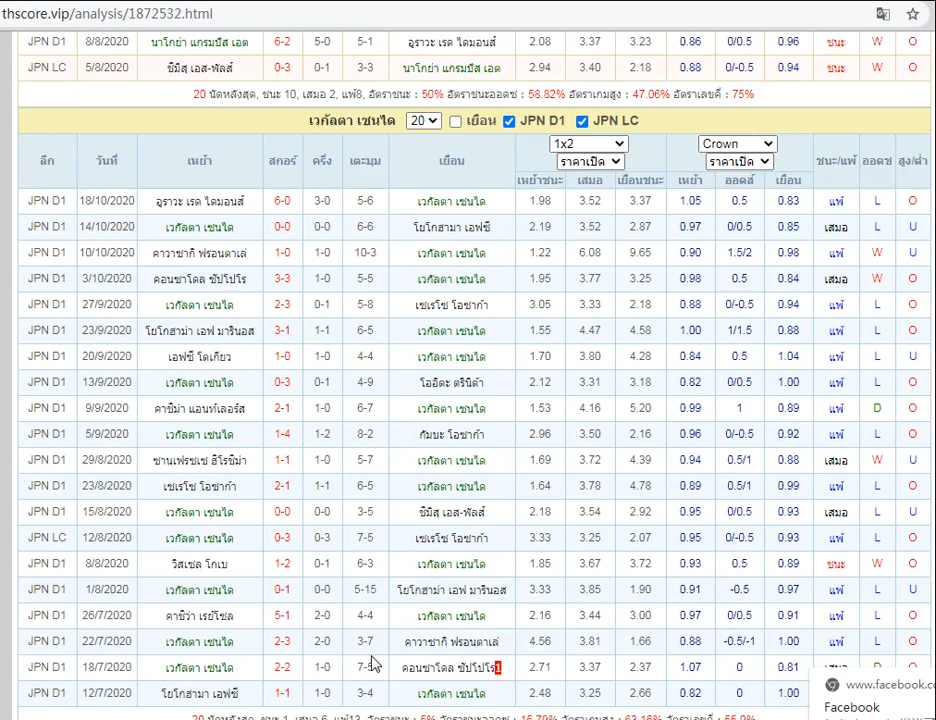 thscore.vip/analysis/1872532.html
JPN D1 8/8/2020 นาโกย่า แกรมปัส เอต 6-2 5-0 5-1 อุราวะ เรด ไดมอนส์ 2.08 3.37 3.23 0.86 0/0.5 0.96 ชนะ W O
JPN LC 5/8/2020 ชิมิสุ เอส-พัลส์ 0-3 0-1 3-3 นาโกย่า แกรมปัส เอต 2.94 3.40 2.18 0.88 0/-0.5 0.94 ชนะ W O
20 นัดหลังสุด, ชนะ 10, เสมอ 2, แพ้8, อัตราชนะ : 50% อัตราชนะออดซ : 58.82% อัตราเกมสูง : 47.06% อัตราเลขคี่ : 75%
เวกัลตา เซนได 20 เยือน JPN D1 JPN LC
ลีก วันที่ เหย้า สกอร์ ครึ่ง เตะมุม เยือน 1x2 ราคาเปิด Crown ราคาเปิด ชนะ/แพ้ ออดซ สูง/ต่ำ
เหย้าชนะ เสมอ เยือนชนะ เหย้า ออดส์ เยือน
JPN D1 18/10/2020 อุราวะ เรด ไดมอนส์ 6-0 3-0 5-6 เวกัลตา เซนได 1.98 3.52 3.37 1.05 0.5 0.83 แพ้ L O
JPN D1 14/10/2020 เวกัลตา เซนได 0-0 0-0 6-6 โยโกฮามา เอฟซี 2.19 3.52 2.87 0.97 0/0.5 0.85 เสมอ L U
JPN D1 10/10/2020 คาวาซากิ ฟรอนตาเล่ 1-0 1-0 10-3 เวกัลตา เซนได 1.22 6.08 9.65 0.90 1.5/2 0.98 แพ้ W U
JPN D1 3/10/2020 คอนซาโดล ซัปโปโร 3-3 1-0 5-5 เวกัลตา เซนได 1.95 3.77 3.25 0.98 0.5 0.84 เสมอ W O
JPN D1 27/9/2020 เวกัลตา เซนได 2-3 0-1 5-8 เซเรโซ โอซาก้า 3.05 3.33 2.18 0.88 0/-0.5 0.94 แพ้ L O
JPN D1 23/9/2020 โยโกฮาม่า เอฟ มารินอส 3-1 1-1 6-5 เวกัลตา เซนได 1.55 4.47 4.58 1.00 1/1.5 0.88 แพ้ L O
JPN D1 20/9/2020 เอฟซี โตเกียว 1-0 1-0 4-4 เวกัลตา เซนได 1.70 3.80 4.28 0.84 0.5 1.04 แพ้ L U
JPN D1 13/9/2020 เวกัลตา เซนได 0-3 0-1 4-9 โออิตะ ตรินิต้า 2.12 3.31 3.18 0.82 0/0.5 1.00 แพ้ L O
JPN D1 9/9/2020 คาชิม่า แอนท์เลอร์ส 2-1 1-0 6-7 เวกัลตา เซนได 1.53 4.16 5.20 0.99 1 0.89 แพ้ D O
JPN D1 5/9/2020 เวกัลตา เซนได 1-4 1-2 8-2 กัมบะ โอซาก้า 2.96 3.50 2.16 0.96 0/-0.5 0.92 แพ้ L O
JPN D1 29/8/2020 ซานเฟรซเซ ฮิโรชิม่า 1-1 1-0 5-7 เวกัลตา เซนได 1.69 3.72 4.39 0.94 0.5/1 0.88 เสมอ W U
JPN D1 23/8/2020 เซเรโซ โอซาก้า 2-1 1-1 6-5 เวกัลตา เซนได 1.64 3.78 4.78 0.89 0.5/1 0.99 แพ้ L O
JPN D1 15/8/2020 เวกัลตา เซนได 0-0 0-0 3-5 ชิมิสุ เอส-พัลส์ 2.18 3.54 2.92 0.95 0/0.5 0.93 เสมอ L U
JPN LC 12/8/2020 เวกัลตา เซนได 0-3 0-3 7-5 เซเรโซ โอซาก้า 3.33 3.25 2.07 0.95 0/-0.5 0.93 แพ้ L O
JPN D1 8/8/2020 วิสเซล โกเบ 1-2 0-1 6-3 เวกัลตา เซนได 1.85 3.67 3.72 0.93 0.5 0.89 ชนะ W O
JPN D1 1/8/2020 เวกัลตา เซนได 0-1 0-0 5-15 โยโกฮาม่า เอฟ มารินอส 3.33 3.85 1.90 0.91 -0.5 0.97 แพ้ L U
JPN D1 26/7/2020 คาชิว่า เรย์โซล 5-1 2-0 4-4 เวกัลตา เซนได 2.16 3.44 3.00 0.97 0/0.5 0.91 แพ้ L O
JPN D1 22/7/2020 เวกัลตา เซนได 2-3 2-0 3-7 คาวาซากิ ฟรอนตาเล่ 4.56 3.81 1.66 0.88 -0.5/-1 1.00 แพ้ L O
JPN D1 18/7/2020 เวกัลตา เซนได 2-2 1-0 คอนซาโดล ซัปโปโร1 2.71 3.37 2.37 1.07 0 0.81
JPN D1 12/7/2020 โยโกฮามา เอฟซี 1-1 1-0 3-4 เวกัลตา เซนได 2.48 3.25 2.66 0.82 0 1.00
www.facebook.c
Facebook